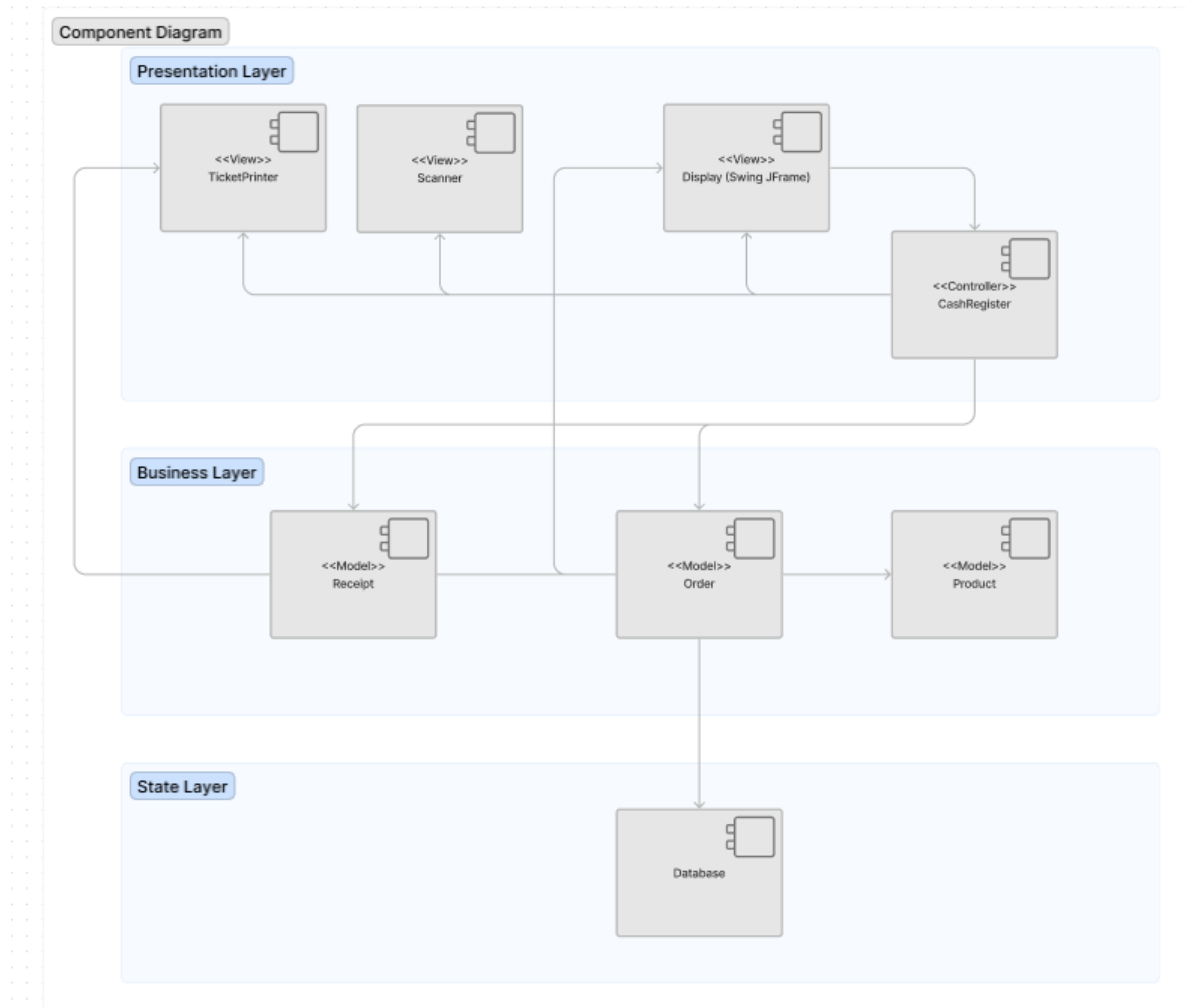 Component Diagram
Presentation Layer
<<View>>
TicketPrinter
<<View>>
Scanner
<<View>>
Display (Swing JFrame)
<<Controller>>
CashRegister
Business Layer
<<Model>>
Receipt
<<Model>>
Order
<<Model>>
Product
State Layer
Database